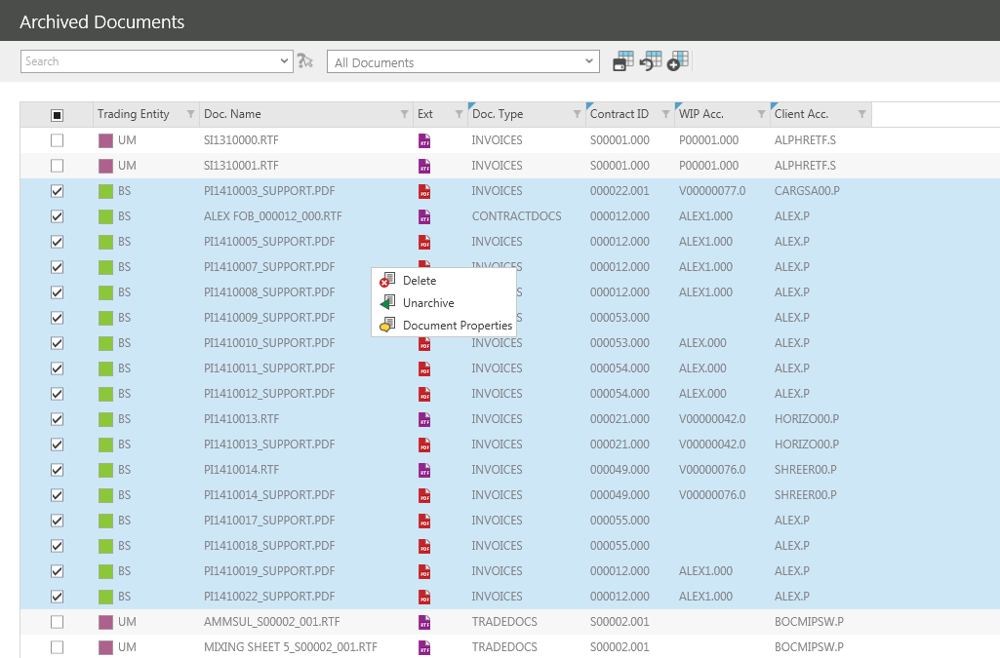 Archived Documents
Search All Documents
Trading Entity Doc. Name Ext Doc. Type Contract ID WIP Acc. Client Acc.
UM SI1310000.RTF RTF INVOICES S00001.000 P00001.000 ALPHRETF.S
UM SI1310001.RTF RTF INVOICES S00001.000 P00001.000 ALPHRETF.S
BS PI1410003_SUPPORT.PDF PDF INVOICES 000022.001 V00000077.0 CARGSA00.P
BS ALEX FOB_000012_000.RTF RTF CONTRACTDOCS 000012.000 ALEX1.000 ALEX.P
BS PI1410005_SUPPORT.PDF PDF INVOICES 000012.000 ALEX1.000 ALEX.P
BS PI1410007_SUPPORT.PDF INVOICES 000012.000 ALEX1.000 ALEX.P
Delete
BS PI1410008_SUPPORT.PDF INVOICES 000012.000 ALEX1.000 ALEX.P
Unarchive
BS PI1410009_SUPPORT.PDF INVOICES 000053.000 ALEX.P
Document Properties
BS PI1410010_SUPPORT.PDF PDF INVOICES 000053.000 ALEX.000 ALEX.P
BS PI1410011_SUPPORT.PDF PDF INVOICES 000054.000 ALEX.000 ALEX.P
BS PI1410012_SUPPORT.PDF PDF INVOICES 000054.000 ALEX.000 ALEX.P
BS PI1410013.RTF RTF INVOICES 000021.000 V00000042.0 HORIZO00.P
BS PI1410013_SUPPORT.PDF PDF INVOICES 000021.000 V00000042.0 HORIZO00.P
BS PI1410014.RTF RTF INVOICES 000049.000 V00000076.0 SHREER00.P
BS PI1410014_SUPPORT.PDF PDF INVOICES 000049.000 V00000076.0 SHREER00.P
BS PI1410017_SUPPORT.PDF PDF INVOICES 000055.000 ALEX.P
BS PI1410018_SUPPORT.PDF PDF INVOICES 000055.000 ALEX.P
BS PI1410019_SUPPORT.PDF PDF INVOICES 000012.000 ALEX1.000 ALEX.P
BS PI1410022_SUPPORT.PDF PDF INVOICES 000012.000 ALEX1.000 ALEX.P
UM AMMSUL_S00002_001.RTF RTF TRADEDOCS S00002.001 BOCMIPSW.P
UM MIXING SHEET 5_S00002_001.RTF RTF TRADEDOCS S00002.001 BOCMIPSW.P